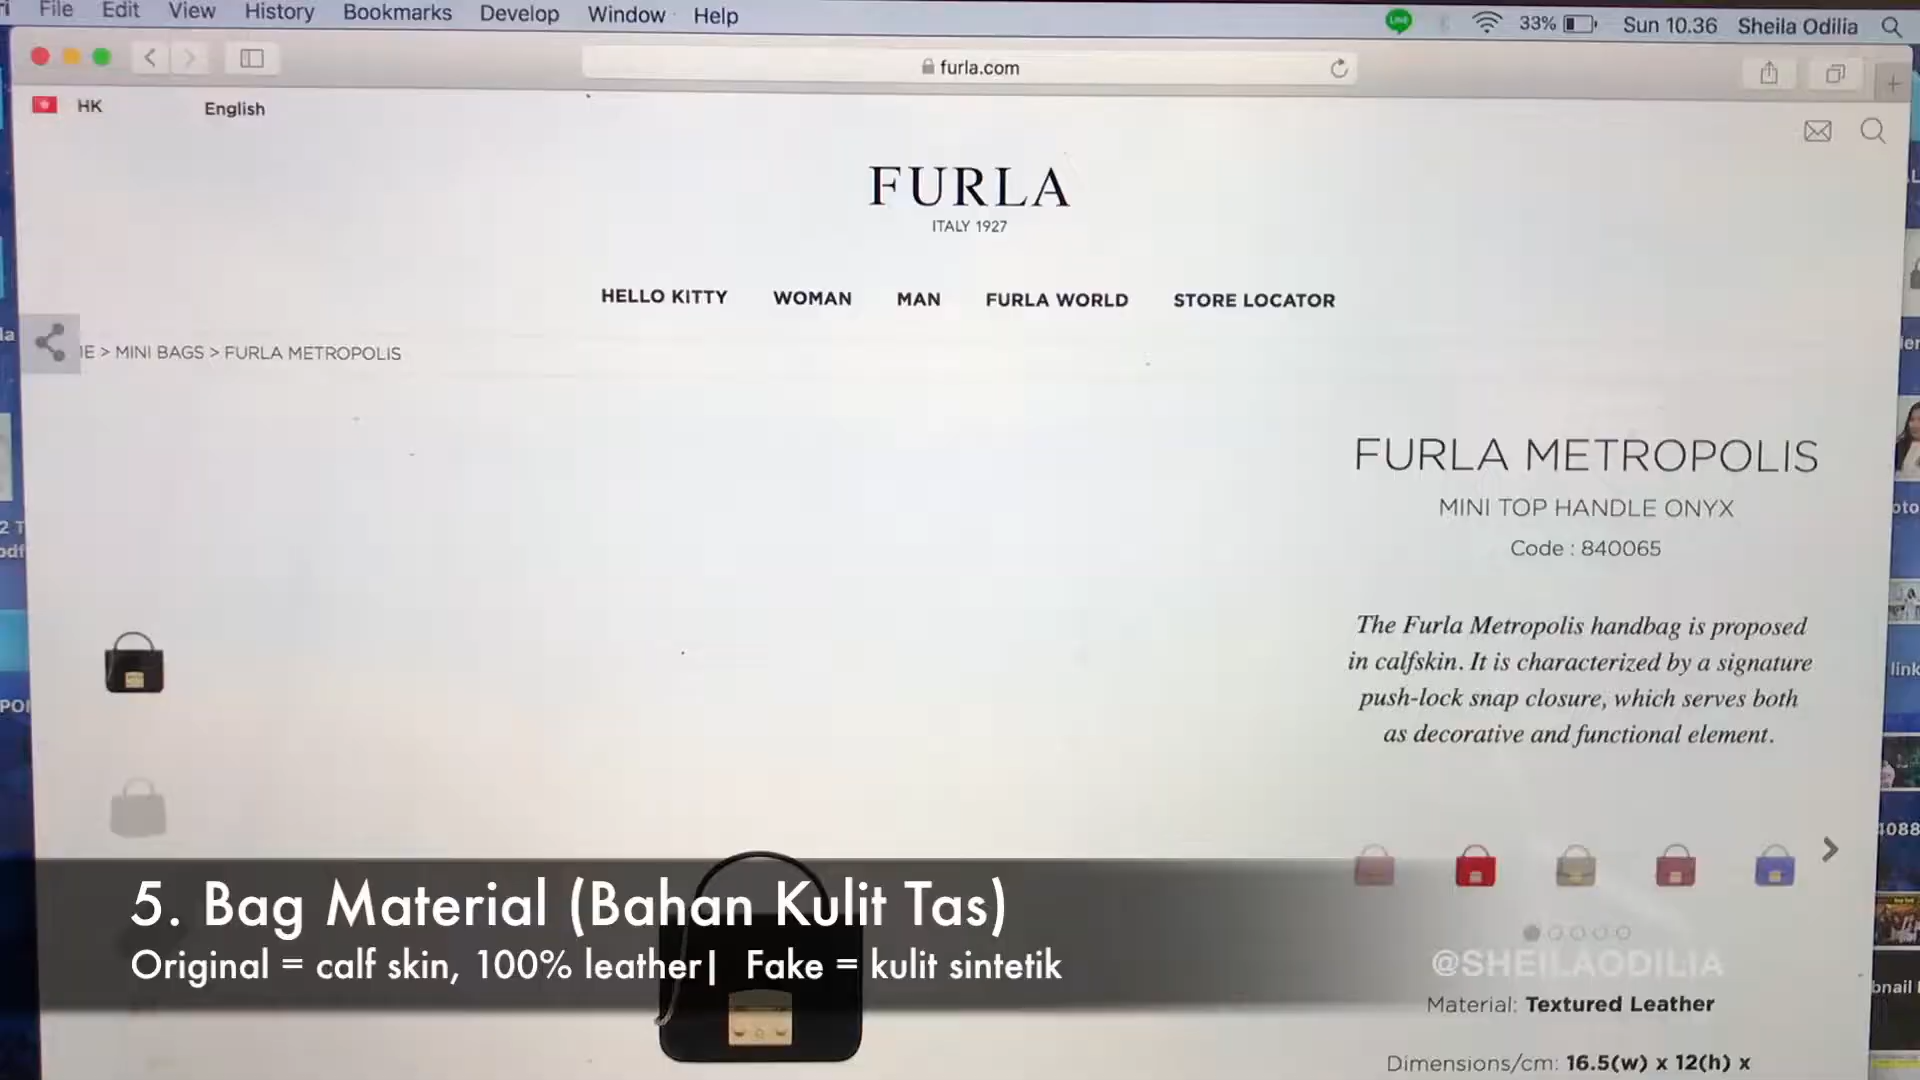 File Edit View History Bookmarks Develop Window Help
33% Sun 10.36 Sheila Odilia
furla.com
HK English
FURLA
ITALY 1927
HELLO KITTY WOMAN MAN FURLA WORLD STORE LOCATOR
> MINI BAGS > FURLA METROPOLIS
FURLA METROPOLIS
MINI TOP HANDLE ONYX
Code : 840065
The Furla Metropolis handbag is proposed
in calfskin. It is characterized by a signature
push-lock snap closure, which serves both
as decorative and functional element.
5. Bag Material (Bahan Kulit Tas)
Original = calf skin, 100% leather| Fake = kulit sintetik
@SHEILAODILIA
Material: Textured Leather
Dimensions/cm: 16.5(w) x 12(h) x